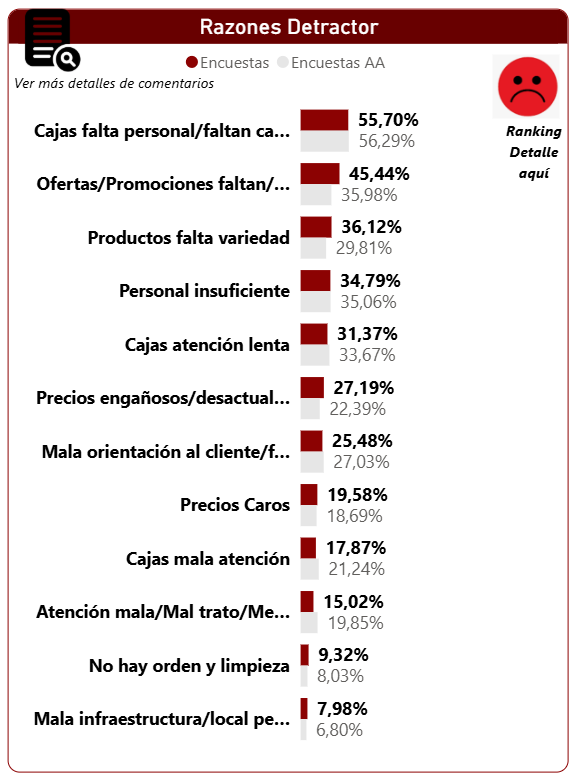 Razones Detractor
Encuestas Encuestas AA
Ver más detalles de comentarios
Ranking
Detalle
aquí
Cajas falta personal/faltan ca...
55,70%
56,29%
Ofertas/Promociones faltan/...
45,44%
35,98%
Productos falta variedad
36,12%
29,81%
Personal insuficiente
34,79%
35,06%
Cajas atención lenta
31,37%
33,67%
Precios engañosos/desactual...
27,19%
22,39%
Mala orientación al cliente/f...
25,48%
27,03%
Precios Caros
19,58%
18,69%
Cajas mala atención
17,87%
21,24%
Atención mala/Mal trato/Me...
15,02%
19,85%
No hay orden y limpieza
9,32%
8,03%
Mala infraestructura/local pe...
7,98%
6,80%